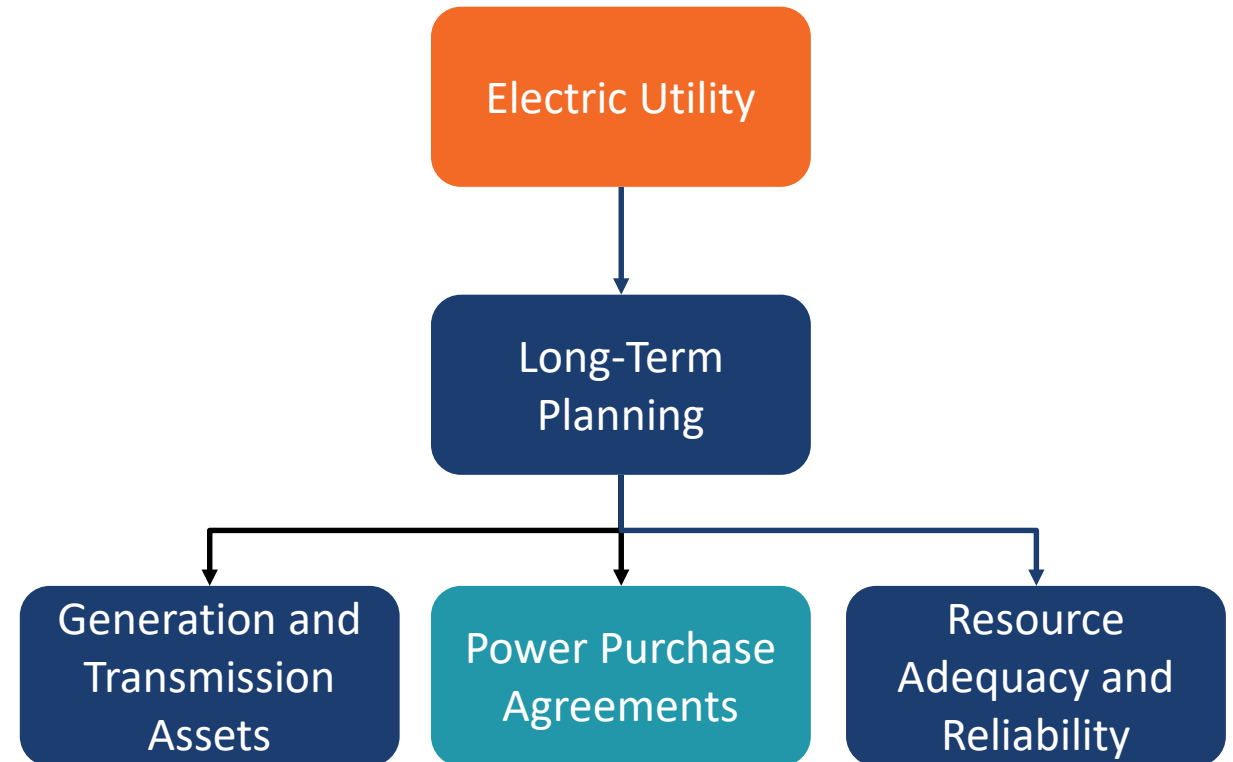 Electric Utility
Long-Term
Planning
Generation and
Transmission
Assets
Power Purchase
Agreements
Resource
Adequacy and
Reliability